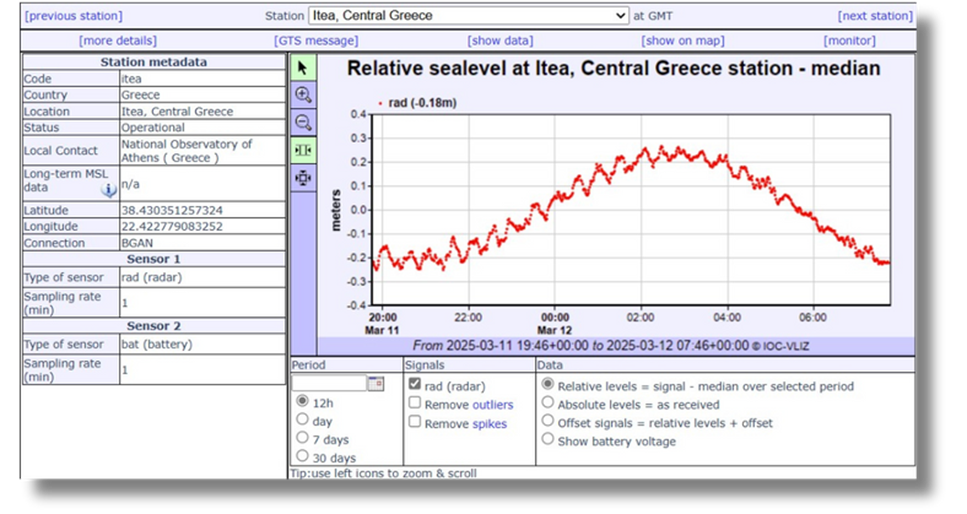 [previous station]
Station Itea, Central Greece at GMT
[next station]
[more details]
[GTS message]
[show data]
[show on map]
[monitor]
Station metadata
Code itea
Country Greece
Location Itea, Central Greece
Status Operational
Local Contact National Observatory of
Athens ( Greece )
Long-term MSL
data n/a
Latitude 38.430351257324
Longitude 22.422779083252
Connection BGAN
Sensor 1
Type of sensor rad (radar)
Sampling rate
(min) 1
Sensor 2
Type of sensor bat (battery)
Sampling rate
(min) 1
Relative sealevel at Itea, Central Greece station - median
rad (-0.18m)
0.4
0.3
0.2
0.1
0.0
-0.1
-0.2
-0.3
-0.4
meters
20:00 22:00 00:00 02:00 04:00 06:00
Mar 11 Mar 12
From 2025-03-11 19:46+00:00 to 2025-03-12 07:46+00:00 © IOC-VLIZ
Period
12h
day
7 days
30 days
Signals
rad (radar)
Remove outliers
Remove spikes
Data
Relative levels = signal - median over selected period
Absolute levels = as received
Offset signals = relative levels + offset
Show battery voltage
Tip:use left icons to zoom & scroll